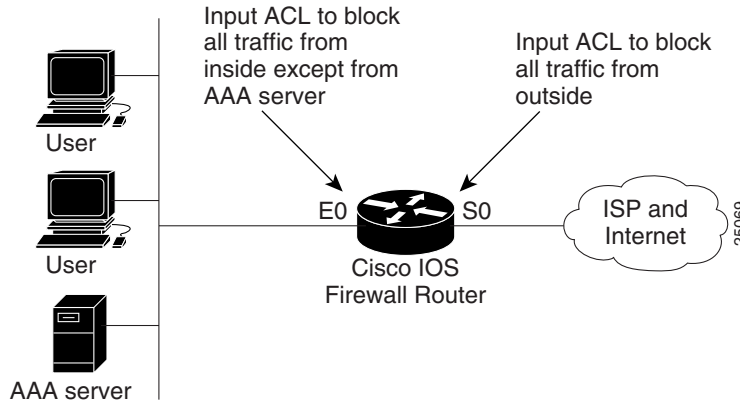 Input ACL to block
all traffic from
inside except from
AAA server
Input ACL to block
all traffic from
outside
User
User
AAA server
E0
S0
Cisco IOS
Firewall Router
ISP and
Internet
25069